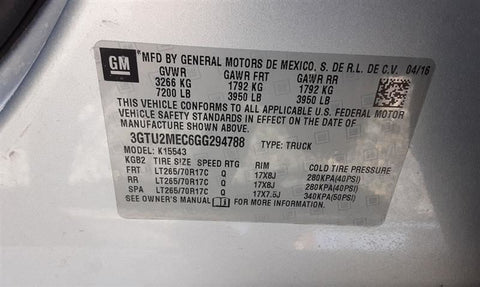 GM
MFD BY GENERAL MOTORS DE MEXICO, S. DE R.L. DE C.V. 04/16
GVWR GAWR FRT GAWR RR
3266 KG 1792 KG 1792 KG
7200 LB 3950 LB 3950 LB
THIS VEHICLE CONFORMS TO ALL APPLICABLE U.S. FEDERAL MOTOR
VEHICLE SAFETY STANDARDS IN EFFECT ON THE DATE OF
MANUFACTURE SHOWN ABOVE.
3GTU2MEC6GG294788 TYPE: TRUCK
MODEL: K15543
KGB2 TIRE SIZE SPEED RTG RIM COLD TIRE PRESSURE
FRT LT265/70R17C Q 17X8J 280KPA(40PSI)
RR LT265/70R17C Q 17X8J 280KPA(40PSI)
SPA LT265/70R17C Q 17X7.5J 340KPA(50PSI)
SEE OWNER'S MANUAL FOR MORE INFORMATION.